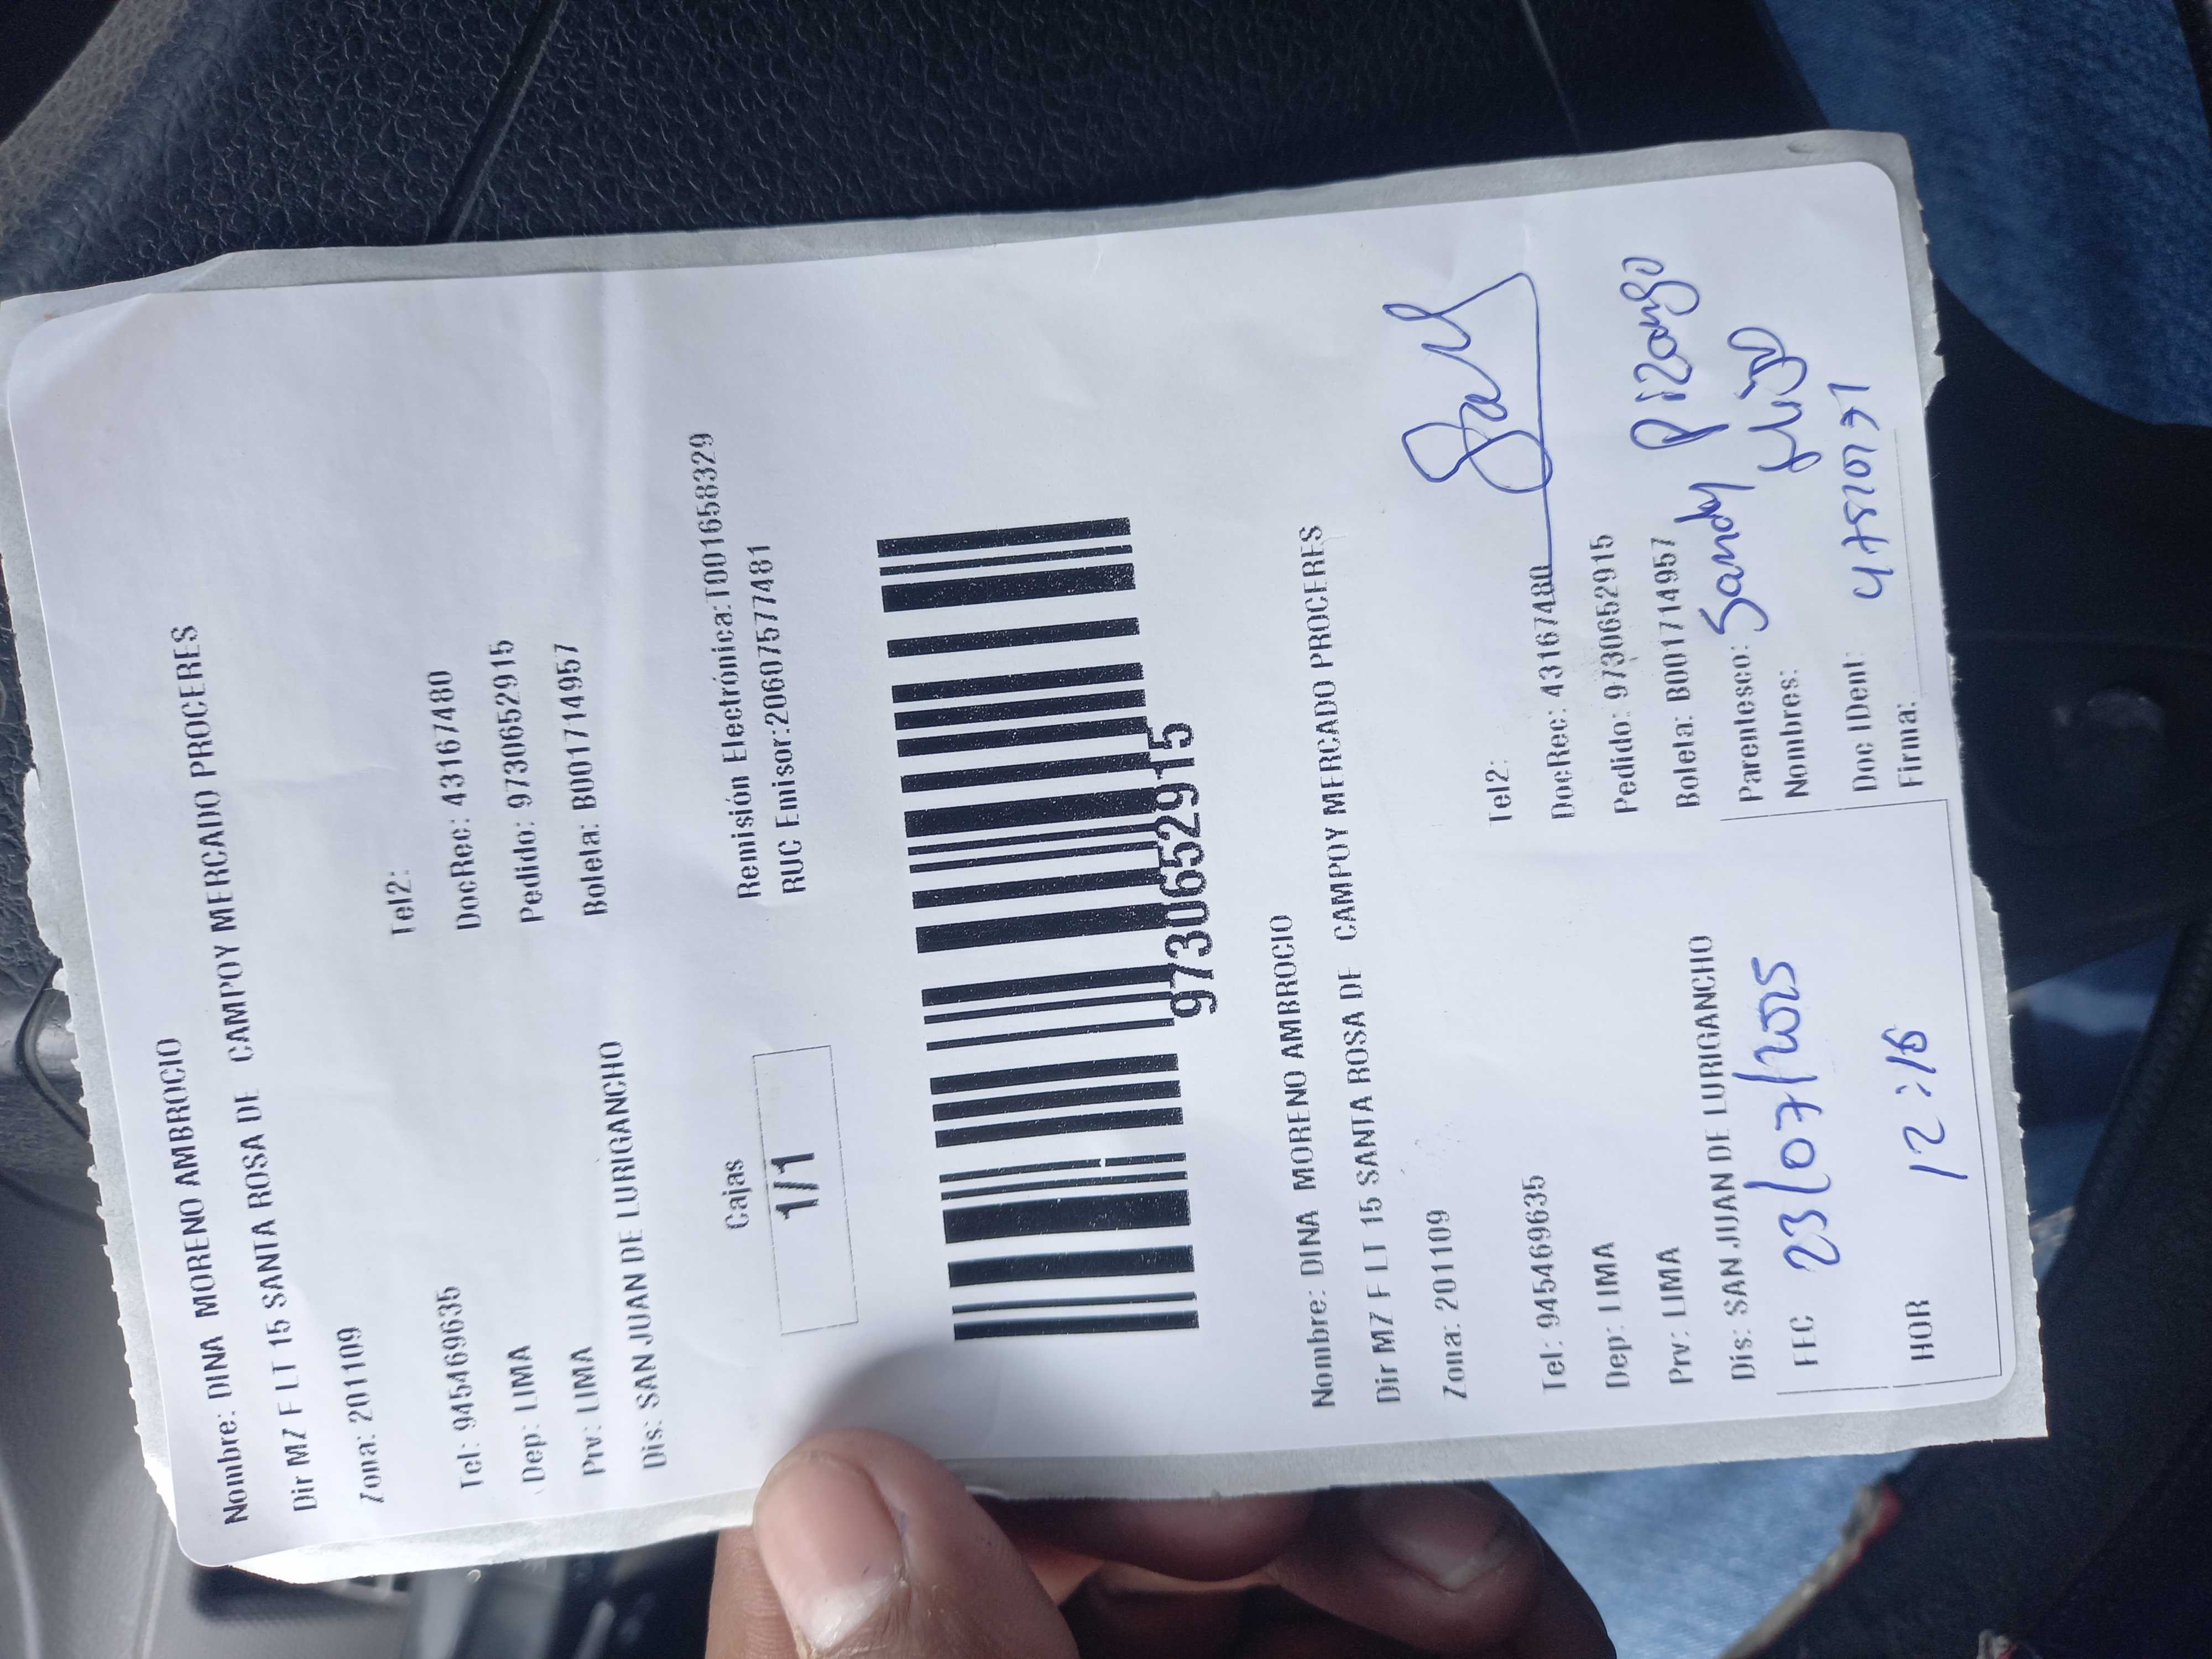 Nombre: DINA MORENO AMBROCIO
Dir MZ F LT 15 SANTA ROSA DE CAMPOY MERCADO PROCERES
Zona: 201109
Tel: 945469635 Tel2:
Dep: LIMA DocRec: 43167480
Prv: LIMA Pedido: 9730652915
Dis: SAN JUAN DE LURIGANCHO Boleta: B001714957
Cajas Remisión Electrónica:T001658329
1/1 RUC Emisor:20607577481
9730652915
Nombre: DINA MORENO AMBROCIO
Dir MZ F LT 15 SANTA ROSA DE CAMPOY MERCADO PROCERES
Zona: 201109
Tel: 945469635 Tel2:
Dep: LIMA DocRec: 43167480
Prv: LIMA Pedido: 9730652915
Dis: SAN JUAN DE LURIGANCHO Boleta: B001714957
FEC 23/07/2025 Parentesco: Sandy Pizango
Nombres:
HOR 12:16 Doc IDent:
Firma: